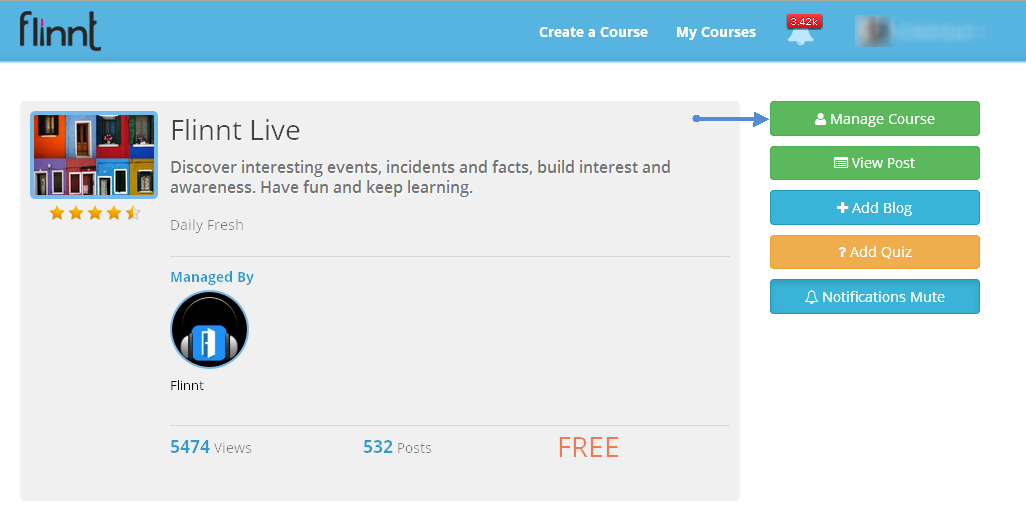 flinnt
Create a Course
My Courses
3.42k
Flinnt Live
Discover interesting events, incidents and facts, build interest and
awareness. Have fun and keep learning.
Daily Fresh
Managed By
Flinnt
5474 Views
532 Posts
FREE
Manage Course
View Post
Add Blog
? Add Quiz
Notifications Mute